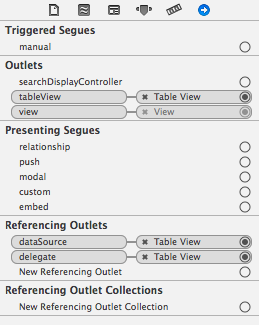 Triggered Segues
manual
Outlets
searchDisplayController
tableView × Table View
view × View
Presenting Segues
relationship
push
modal
custom
embed
Referencing Outlets
dataSource × Table View
delegate × Table View
New Referencing Outlet
Referencing Outlet Collections
New Referencing Outlet Collection